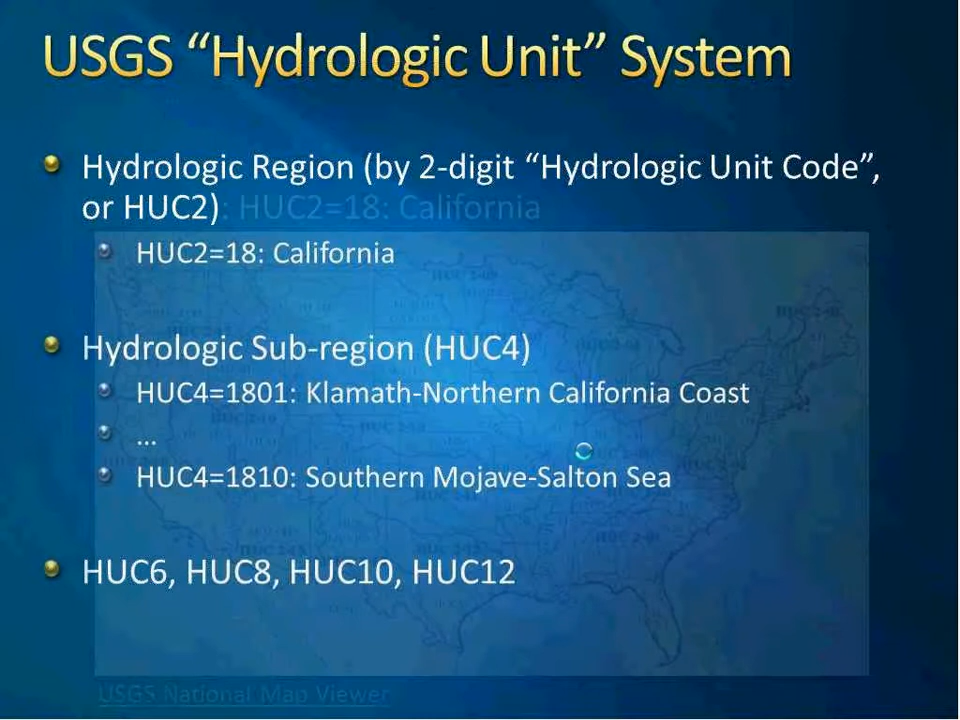 USGS “Hydrologic Unit” System
Hydrologic Region (by 2-digit “Hydrologic Unit Code”,
or HUC2): HUC2=18: California
HUC2=18: California
Hydrologic Sub-region (HUC4)
HUC4=1801: Klamath-Northern California Coast
...
HUC4=1810: Southern Mojave-Salton Sea
HUC6, HUC8, HUC10, HUC12
USGS National Map Viewer